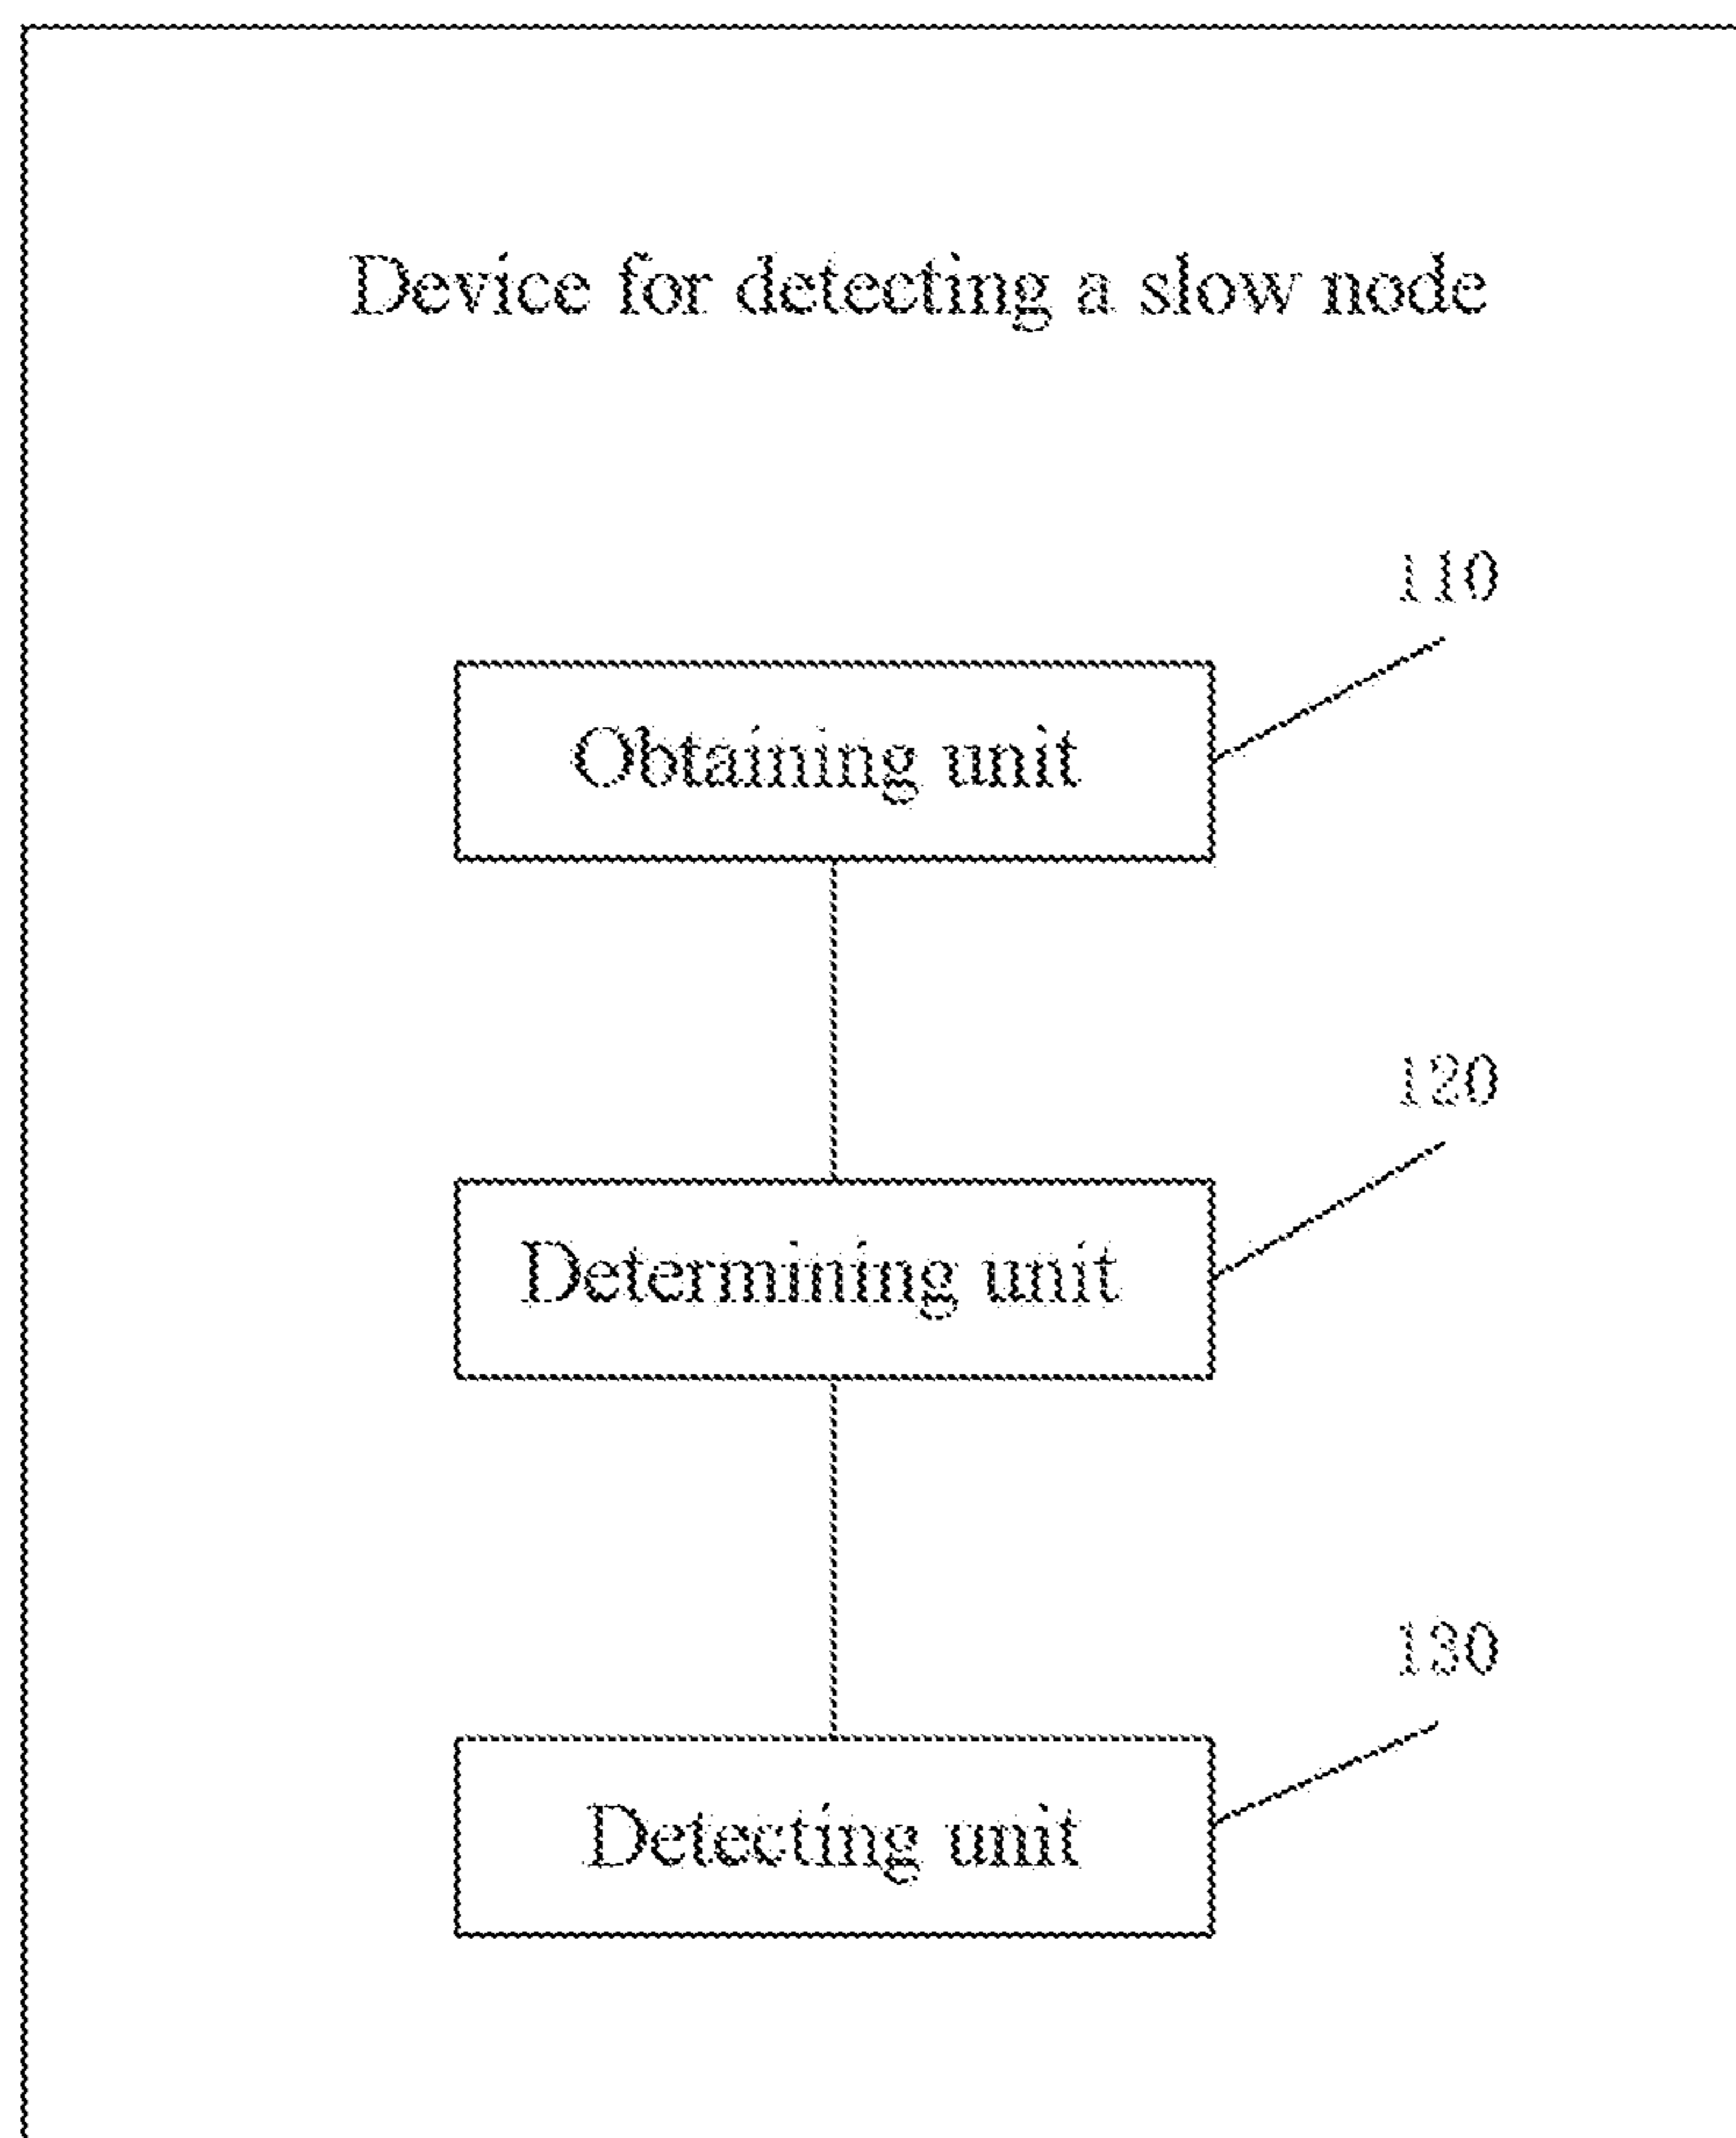 Device for detecting a slow node
110
Obtaining unit
120
Determining unit
130
Detecting unit